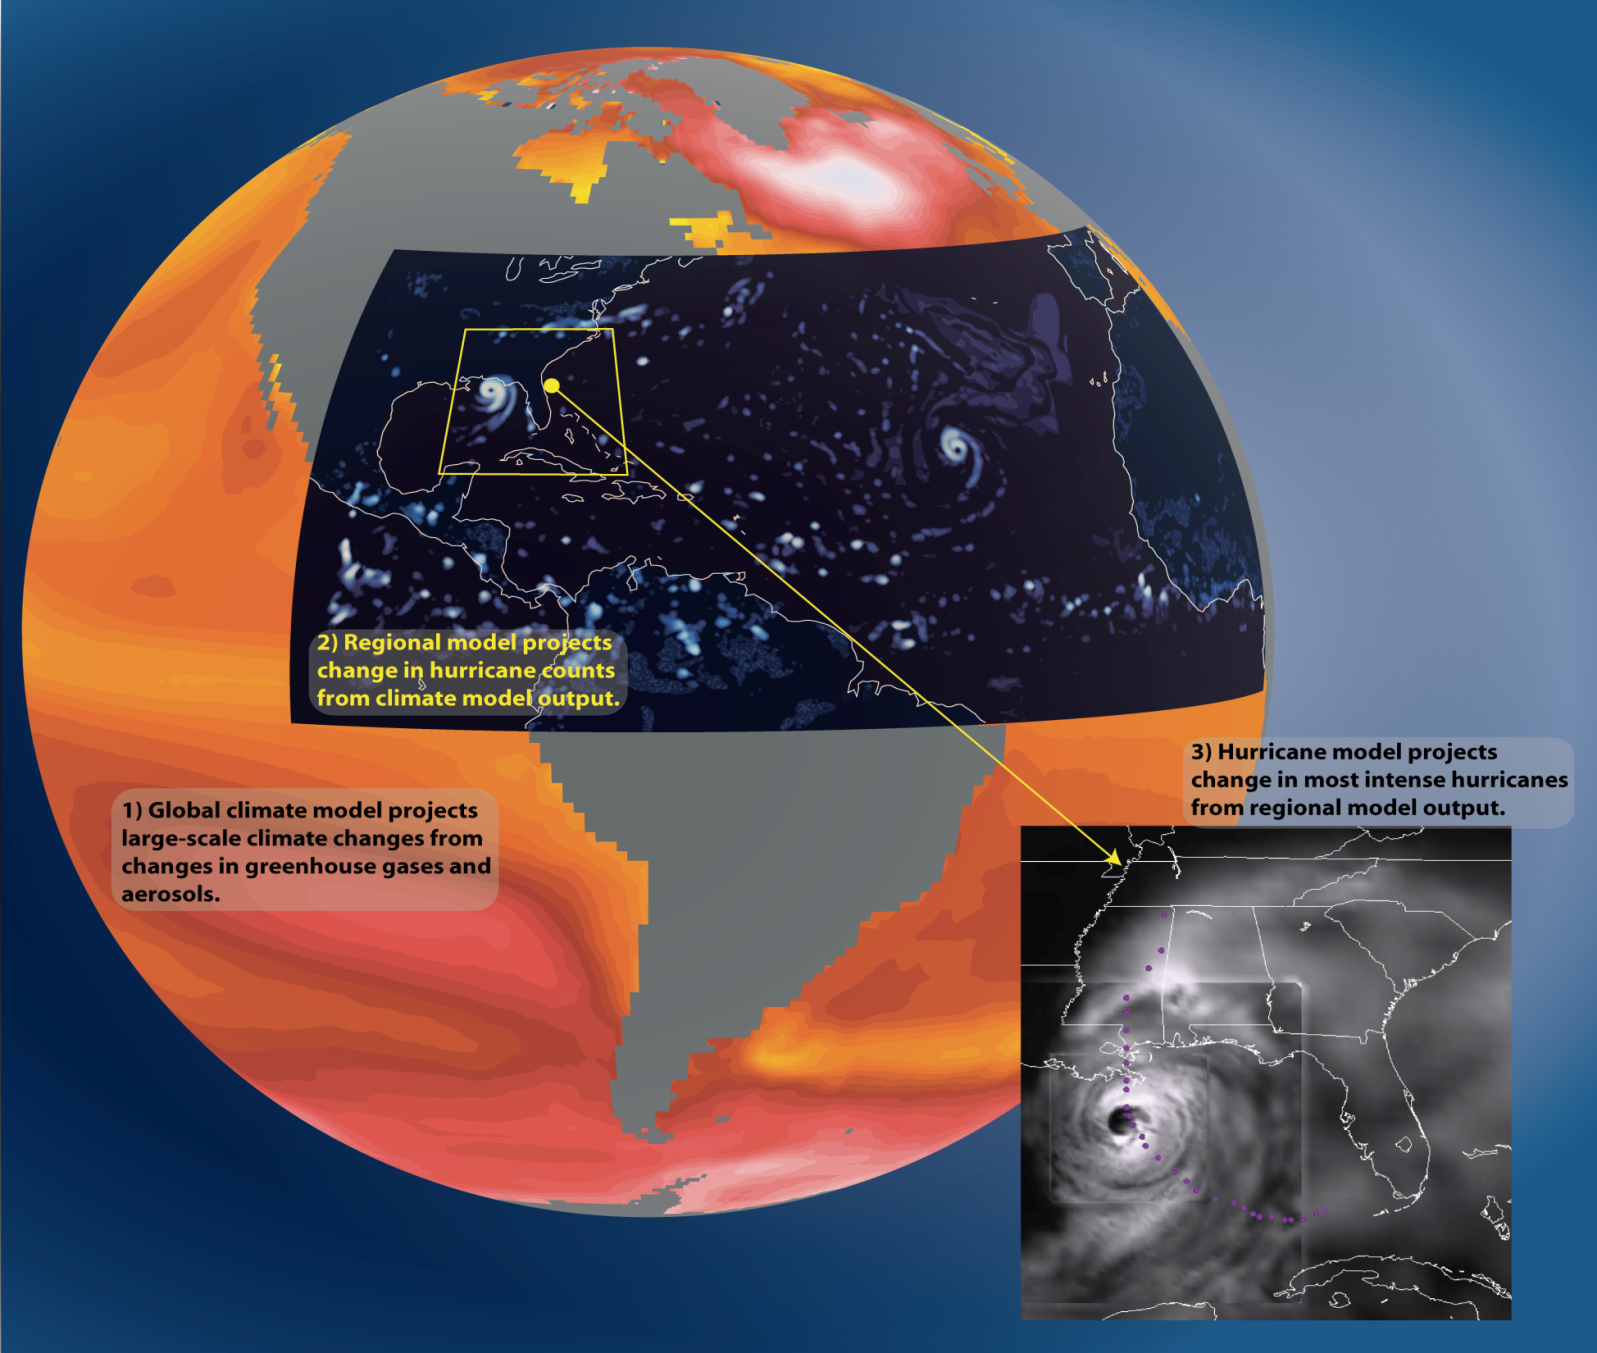 2) Regional model projects
change in hurricane counts
from climate model output.
3) Hurricane model projects
change in most intense hurricanes
from regional model output.
1) Global climate model projects
large-scale climate changes from
changes in greenhouse gases and
aerosols.